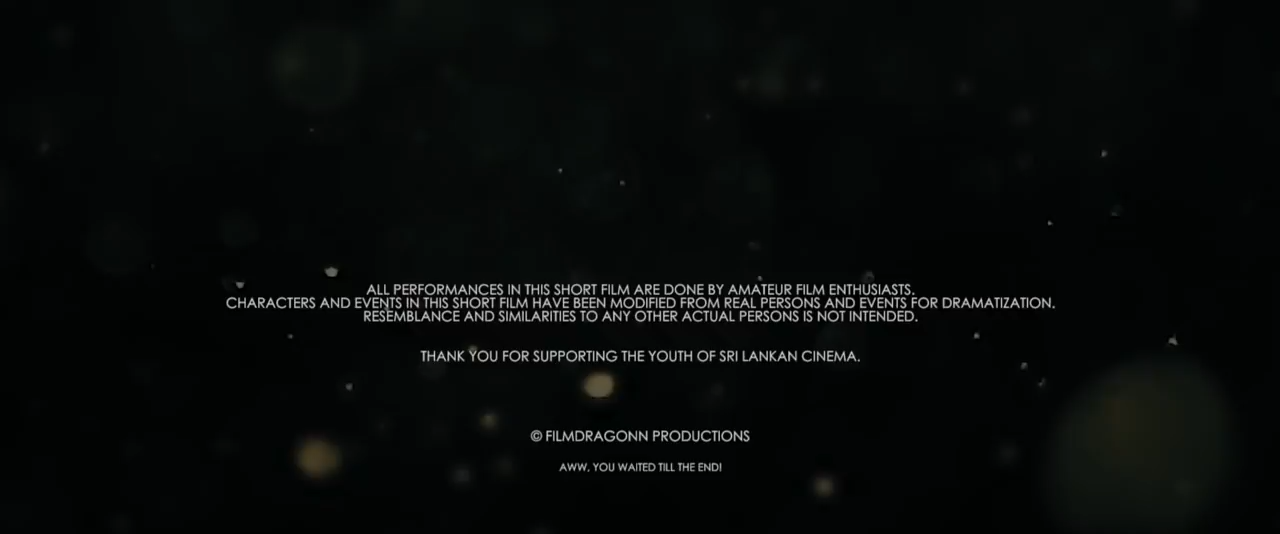 ALL PERFORMANCES IN THIS SHORT FILM ARE DONE BY AMATEUR FILM ENTHUSIASTS.
CHARACTERS AND EVENTS IN THIS SHORT FILM HAVE BEEN MODIFIED FROM REAL PERSONS AND EVENTS FOR DRAMATIZATION.
RESEMBLANCE AND SIMILARITIES TO ANY OTHER ACTUAL PERSONS IS NOT INTENDED.
THANK YOU FOR SUPPORTING THE YOUTH OF SRI LANKAN CINEMA.
© FILMDRAGONN PRODUCTIONS
AWW, YOU WAITED TILL THE END!